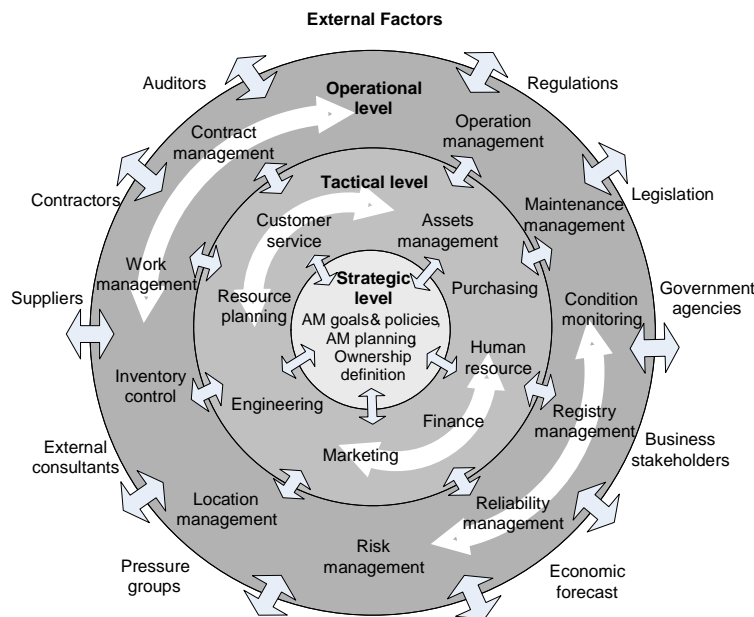 External Factors
Auditors
Regulations
Operational
level
Contract
management
Operation
management
Contractors
Legislation
Tactical level
Maintenance
management
Customer
service
Assets
management
Work
management
Strategic
level
Purchasing
Suppliers
Resource
planning
AM goals & policies,
AM planning
Ownership
definition
Condition
monitoring
Government
agencies
Human
resource
Inventory
control
Engineering
Finance
Registry
management
Marketing
External
consultants
Business
stakeholders
Location
management
Reliability
management
Risk
management
Pressure
groups
Economic
forecast